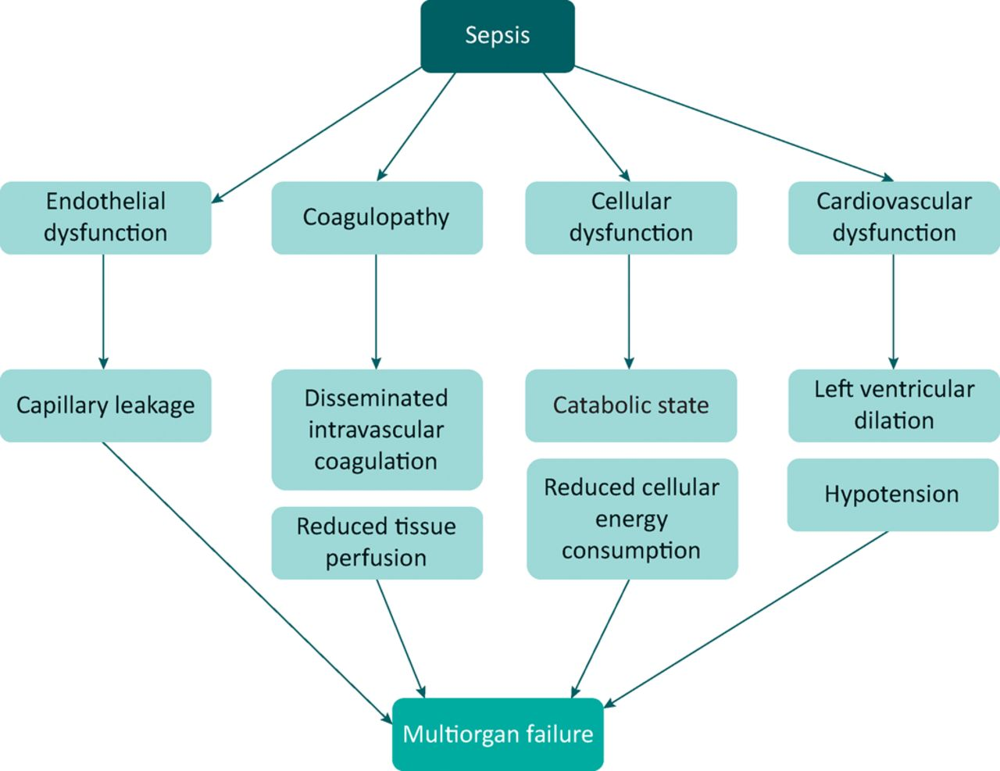 Sepsis
Endothelial
dysfunction
Coagulopathy
Cellular
dysfunction
Cardiovascular
dysfunction
Capillary leakage
Disseminated
intravascular
coagulation
Catabolic state
Left ventricular
dilation
Reduced tissue
perfusion
Reduced cellular
energy
consumption
Hypotension
Multiorgan failure